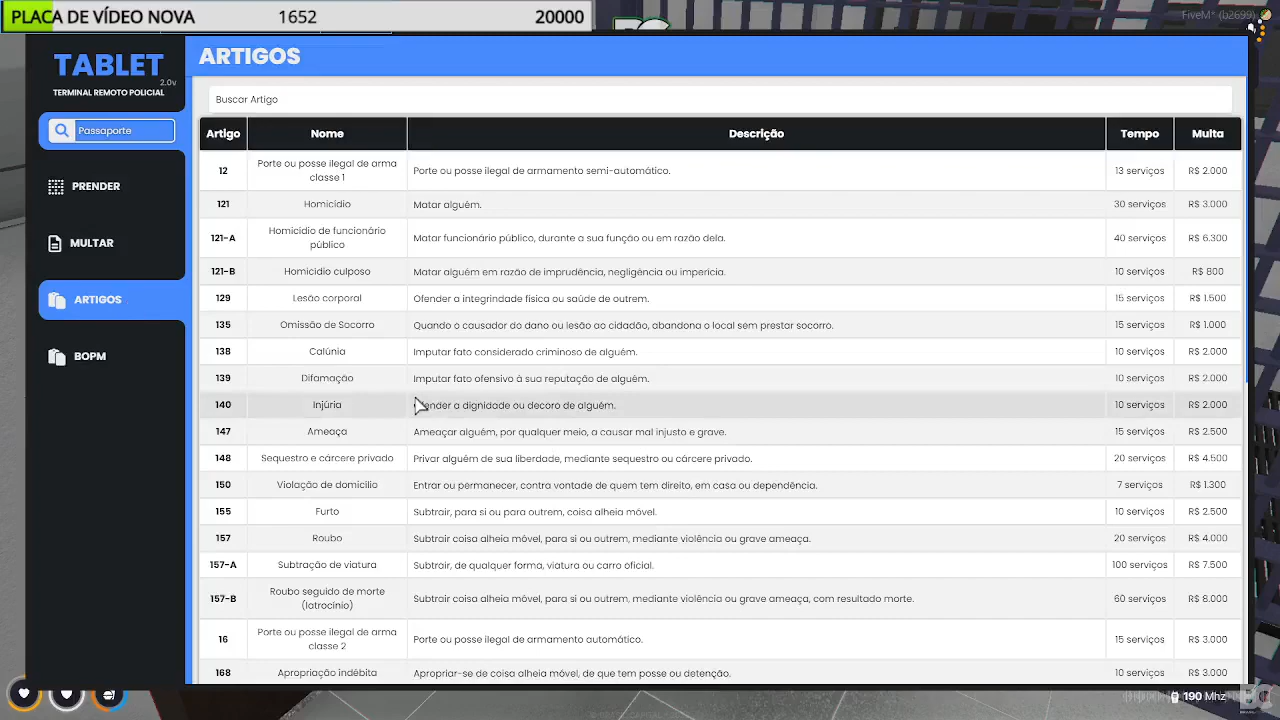 PLACA DE VÍDEO NOVA 1652 20000
FiveM* (b2699)
TABLET
2.0v
TERMINAL REMOTO POLICIAL
Passaporte
PRENDER
MULTAR
ARTIGOS
BOPM
ARTIGOS
Buscar Artigo
Artigo Nome Descrição Tempo Multa
12 Porte ou posse ilegal de arma classe 1 Porte ou posse ilegal de armamento semi-automático. 13 serviços R$ 2.000
121 Homicídio Matar alguém. 30 serviços R$ 3.000
121-A Homicidio de funcionário público Matar funcionário público, durante a sua função ou em razão dela. 40 serviços R$ 6.300
121-B Homicidio culposo Matar alguém em razão de imprudência, negligência ou imperícia. 10 serviços R$ 800
129 Lesão corporal Ofender a integrindade física ou saúde de outrem. 15 serviços R$ 1.500
135 Omissão de Socorro Quando o causador do dano ou lesão ao cidadão, abandona o local sem prestar socorro. 15 serviços R$ 1.000
138 Calúnia Imputar fato considerado criminoso de alguém. 10 serviços R$ 2.000
139 Difamação Imputar fato ofensivo à sua reputação de alguém. 10 serviços R$ 2.000
140 Injúria Ofender a dignidade ou decoro de alguém. 10 serviços R$ 2.000
147 Ameaça Ameaçar alguém, por qualquer meio, a causar mal injusto e grave. 15 serviços R$ 2.500
148 Sequestro e cárcere privado Privar alguém de sua liberdade, mediante sequestro ou cárcere privado. 20 serviços R$ 4.500
150 Violação de domicilio Entrar ou permanecer, contra vontade de quem tem direito, em casa ou dependência. 7 serviços R$ 1.300
155 Furto Subtrair, para si ou para outrem, coisa alheia móvel. 10 serviços R$ 2.500
157 Roubo Subtrair coisa alheia móvel, para si ou outrem, mediante violência ou grave ameaça. 20 serviços R$ 4.000
157-A Subtração de viatura Subtrair, de qualquer forma, viatura ou carro oficial. 100 serviços R$ 7.500
157-B Roubo seguido de morte (latrocínio) Subtrair coisa alheia móvel, para si ou outrem, mediante violência ou grave ameaça, com resultado morte. 60 serviços R$ 8.000
16 Porte ou posse ilegal de arma classe 2 Porte ou posse ilegal de armamento automático. 15 serviços R$ 3.000
168 Apropriação indébita Apropriar-se de coisa alheia móvel, de que tem posse ou detenção. 10 serviços R$ 3.000
190 Mhz